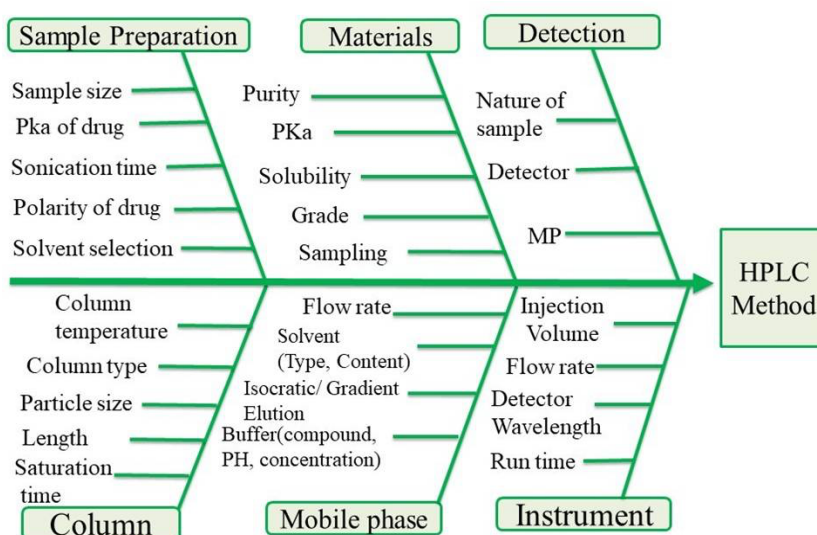 Sample Preparation
Materials
Detection
Sample size
Pka of drug
Sonication time
Polarity of drug
Solvent selection
Purity
PKa
Solubility
Grade
Sampling
Nature of
sample
Detector
MP
HPLC
Method
Column
temperature
Column type
Particle size
Length
Saturation
time
Flow rate
Solvent
(Type, Content)
Isocratic/ Gradient
Elution
Buffer(compound,
PH, concentration)
Injection
Volume
Flow rate
Detector
Wavelength
Run time
Column
Mobile phase
Instrument